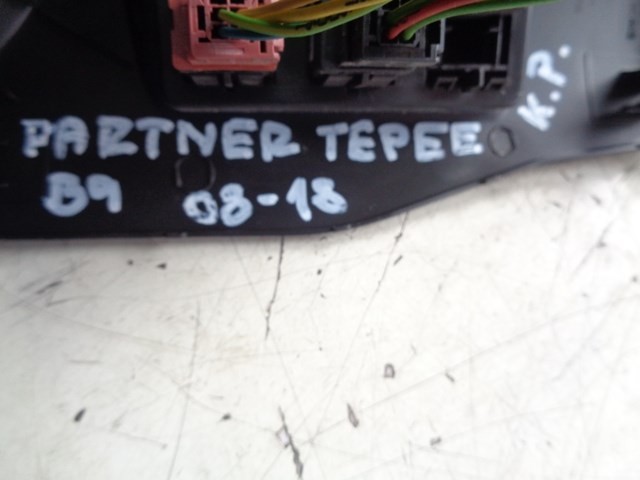 PARTNER TEPEE
B9 08-18
K.P.